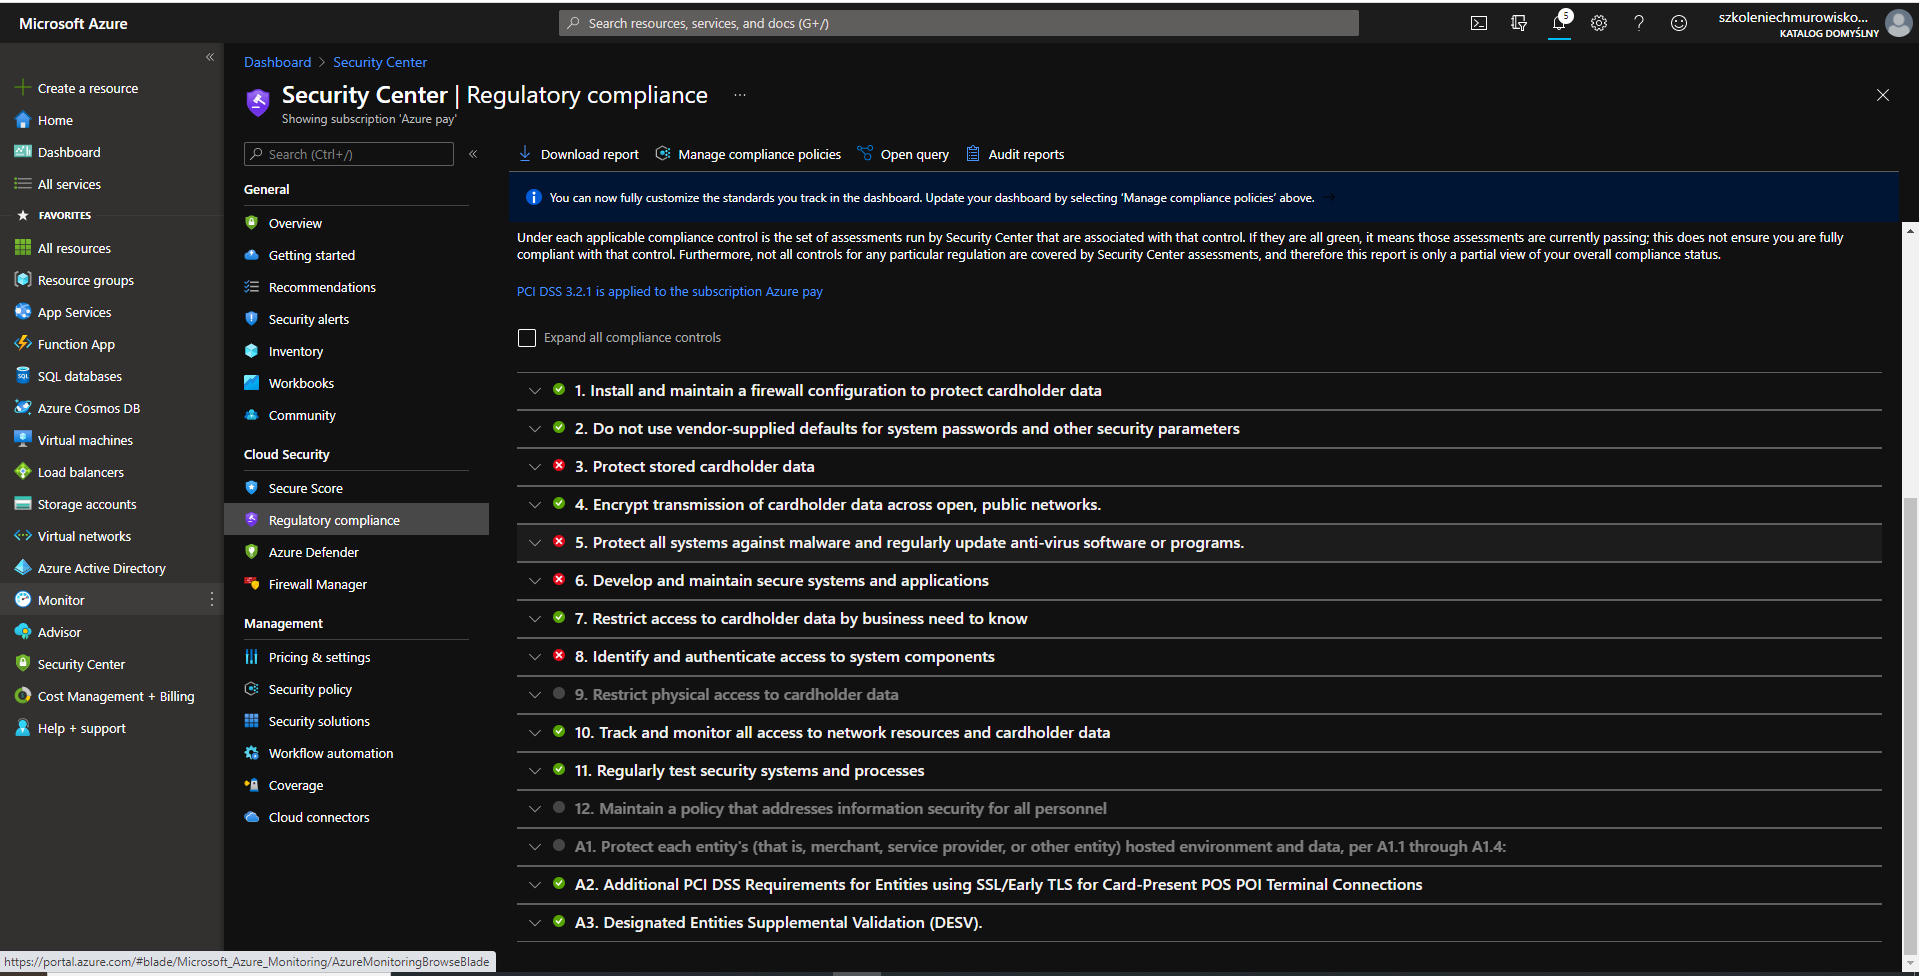 Microsoft Azure
Search resources, services, and docs (G+/)
5
szkoleniechmurowisko...
KATALOG DOMYŚLNY
Create a resource
Home
Dashboard
All services
FAVORITES
All resources
Resource groups
App Services
Function App
SQL databases
Azure Cosmos DB
Virtual machines
Load balancers
Storage accounts
Virtual networks
Azure Active Directory
Monitor
Advisor
Security Center
Cost Management + Billing
Help + support
Dashboard > Security Center
Security Center | Regulatory compliance ...
Showing subscription 'Azure pay'
Search (Ctrl+/)
General
Overview
Getting started
Recommendations
Security alerts
Inventory
Workbooks
Community
Cloud Security
Secure Score
Regulatory compliance
Azure Defender
Firewall Manager
Management
Pricing & settings
Security policy
Security solutions
Workflow automation
Coverage
Cloud connectors
Download report Manage compliance policies Open query Audit reports
You can now fully customize the standards you track in the dashboard. Update your dashboard by selecting 'Manage compliance policies' above. →
Under each applicable compliance control is the set of assessments run by Security Center that are associated with that control. If they are all green, it means those assessments are currently passing; this does not ensure you are fully
compliant with that control. Furthermore, not all controls for any particular regulation are covered by Security Center assessments, and therefore this report is only a partial view of your overall compliance status.
PCI DSS 3.2.1 is applied to the subscription Azure pay
Expand all compliance controls
1. Install and maintain a firewall configuration to protect cardholder data
2. Do not use vendor-supplied defaults for system passwords and other security parameters
3. Protect stored cardholder data
4. Encrypt transmission of cardholder data across open, public networks.
5. Protect all systems against malware and regularly update anti-virus software or programs.
6. Develop and maintain secure systems and applications
7. Restrict access to cardholder data by business need to know
8. Identify and authenticate access to system components
9. Restrict physical access to cardholder data
10. Track and monitor all access to network resources and cardholder data
11. Regularly test security systems and processes
12. Maintain a policy that addresses information security for all personnel
A1. Protect each entity's (that is, merchant, service provider, or other entity) hosted environment and data, per A1.1 through A1.4:
A2. Additional PCI DSS Requirements for Entities using SSL/Early TLS for Card-Present POS POI Terminal Connections
A3. Designated Entities Supplemental Validation (DESV).
https://portal.azure.com/#blade/Microsoft_Azure_Monitoring/AzureMonitoringBrowseBlade